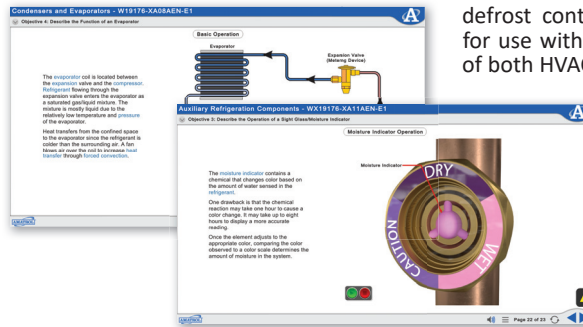 defrost cont
for use with
of both HVAC
Condensers and Evaporators - W19176-XA08AEN-E1
Objective 4: Describe the Function of an Evaporator
Basic Operation
Evaporator
Expansion Valve
(Metering Device)
The evaporator coil is located between
the expansion valve and the compressor.
Refrigerant flowing through the
expansion valve enters the evaporator as
a saturated gas/liquid mixture. The
mixture is mostly liquid due to the
relatively low temperature and pressure
of the evaporator.
Heat transfers from the confined space
to the evaporator since the refrigerant is
colder than the surrounding air. A fan
blows air over the coil to increase heat
transfer through forced convection.
AMATROL
Auxiliary Refrigeration Components - WX19176-XA11AEN-E1
Objective 3: Describe the Operation of a Sight Glass/Moisture Indicator
Moisture Indicator Operation
Moisture Indicator
DRY
WET
CAUTION
The moisture indicator contains a
chemical that changes color based on
the amount of water sensed in the
refrigerant.
One drawback is that the chemical
reaction may take one hour to cause a
color change. It may take up to eight
hours to display a more accurate
reading.
Once the element adjusts to the
appropriate color, comparing the color
observed to a color scale determines the
amount of moisture in the system.
AMATROL
Page 22 of 23